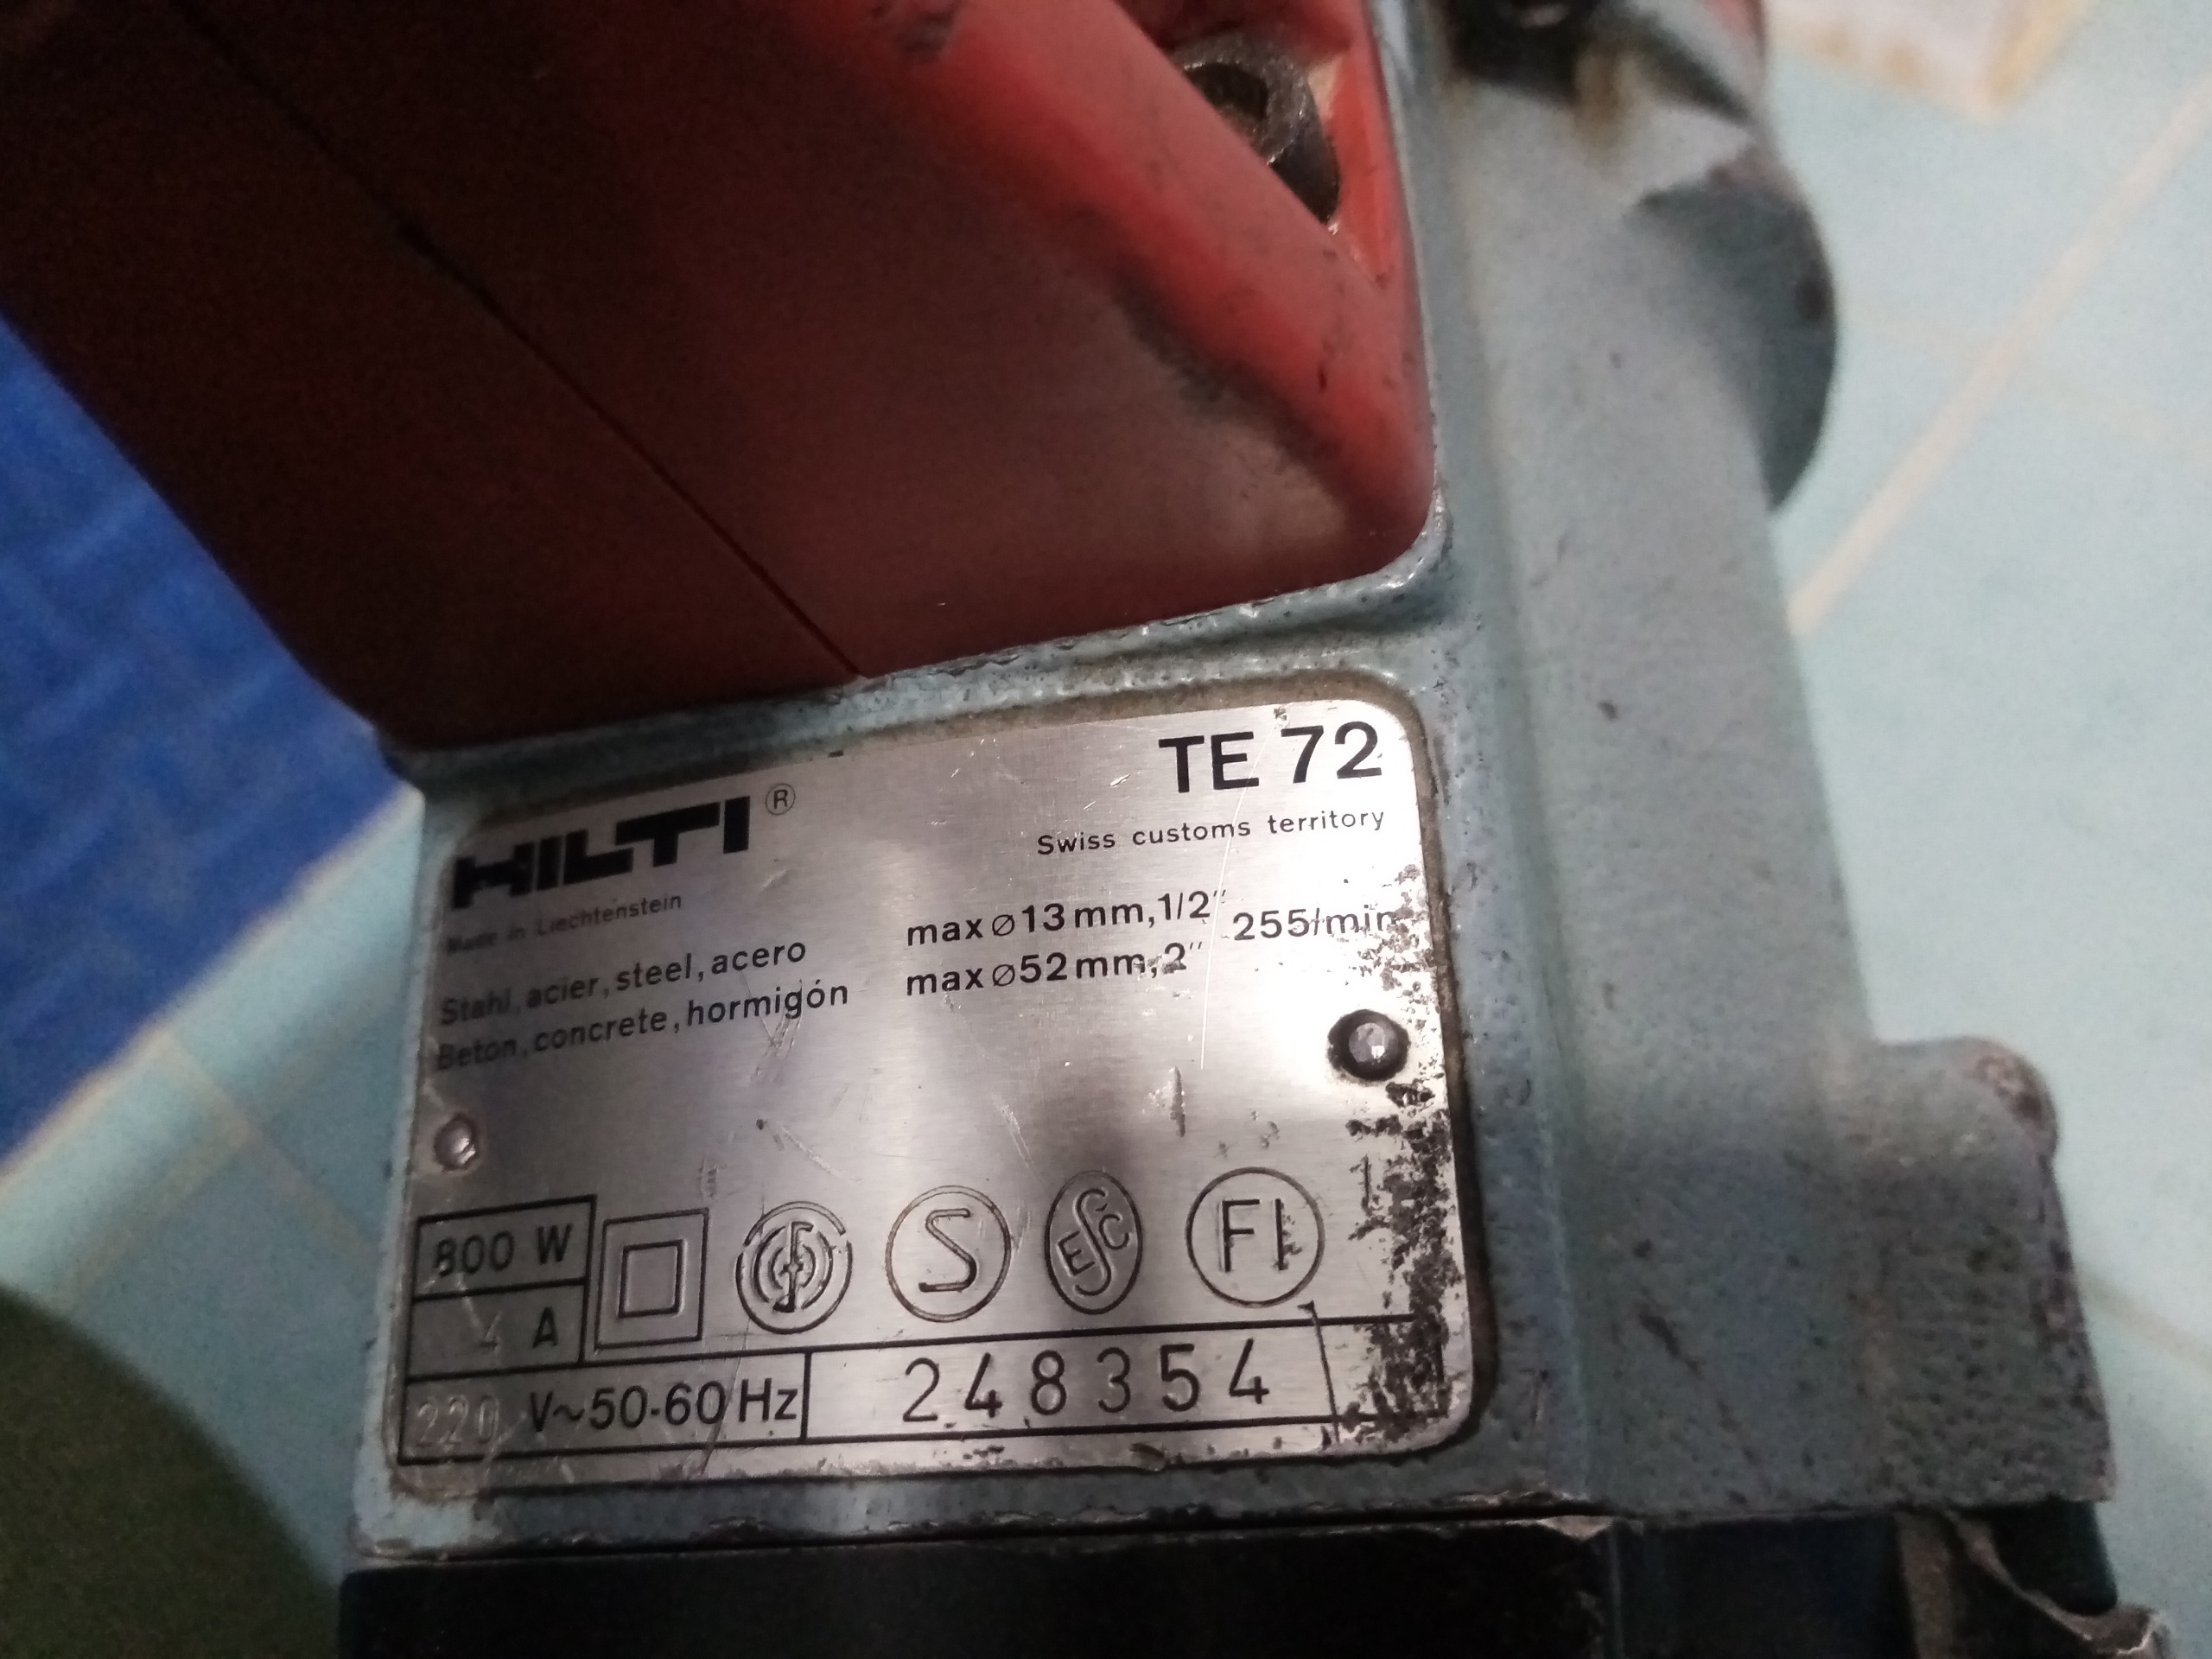 HILTI ®
TE 72
Made in Liechtenstein
Swiss customs territory
Stahl, acier, steel, acero max ⌀ 13 mm, 1/2" 255/min
Beton, concrete, hormigón max ⌀ 52 mm, 2"
800 W
4 A
S
ESC
FI
220 V~50-60 Hz
248354